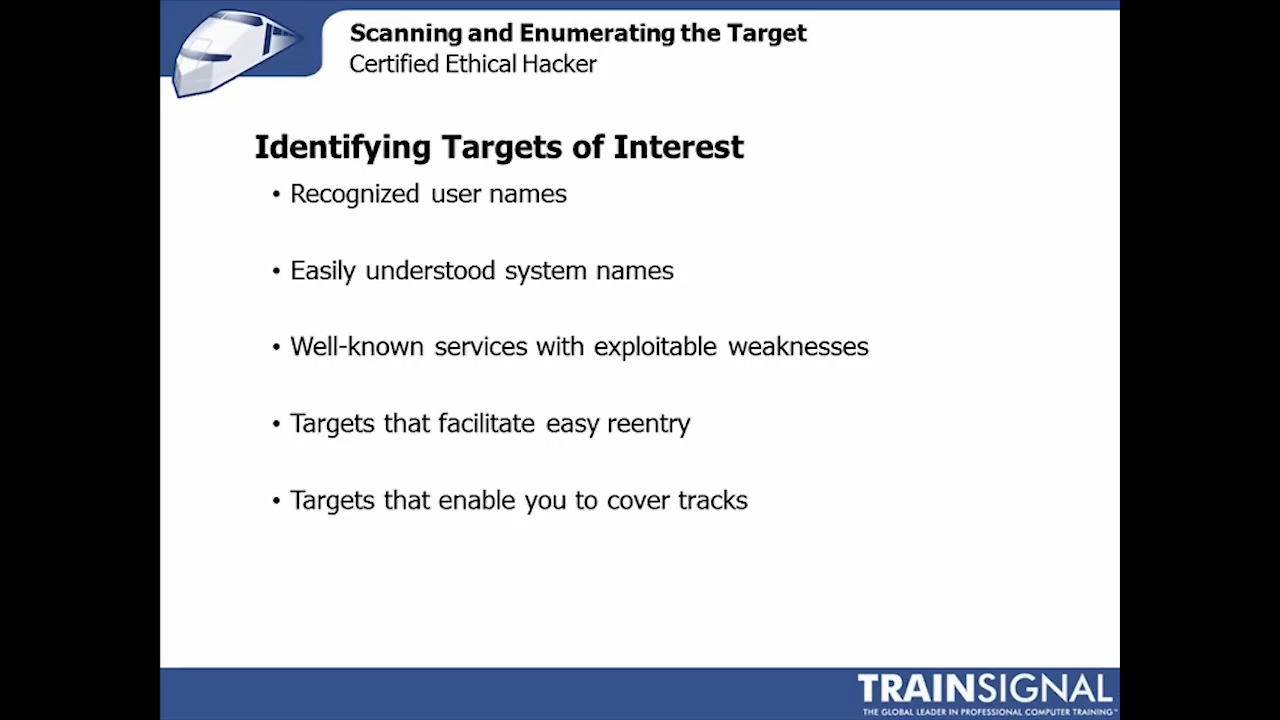 Scanning and Enumerating the Target
Certified Ethical Hacker
Identifying Targets of Interest
• Recognized user names
• Easily understood system names
• Well-known services with exploitable weaknesses
• Targets that facilitate easy reentry
• Targets that enable you to cover tracks
TRAINSIGNAL
THE GLOBAL LEADER IN PROFESSIONAL COMPUTER TRAINING™